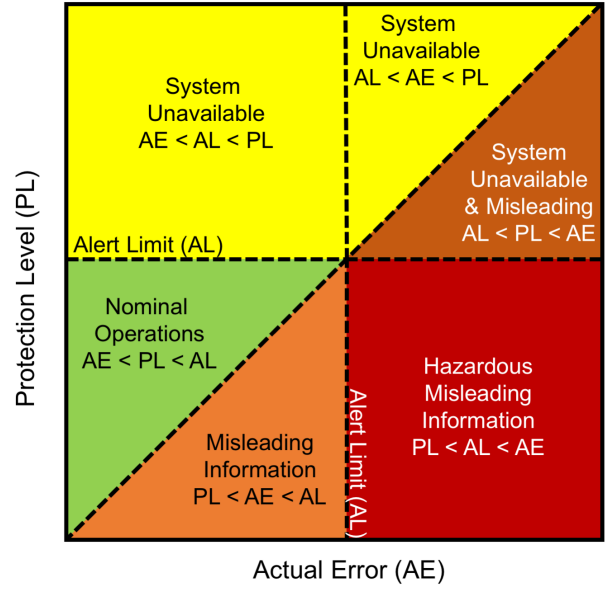 System
Unavailable
AE < AL < PL
System
Unavailable
AL < AE < PL
System
Unavailable
& Misleading
AL < PL < AE
Alert Limit (AL)
Nominal
Operations
AE < PL < AL
Misleading
Information
PL < AE < AL
Alert Limit (AL)
Hazardous
Misleading
Information
PL < AL < AE
Protection Level (PL)
Actual Error (AE)